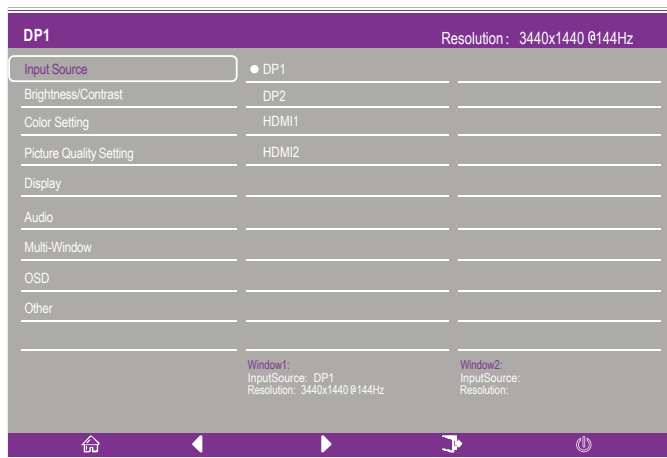 DP1
Resolution : 3440x1440 @144Hz
Input Source
DP1
Brightness/Contrast
DP2
Color Setting
HDMI1
Picture Quality Setting
HDMI2
Display
Audio
Multi-Window
OSD
Other
Window1:
InputSource: DP1
Resolution: 3440x1440@144Hz
Window2:
InputSource:
Resolution: